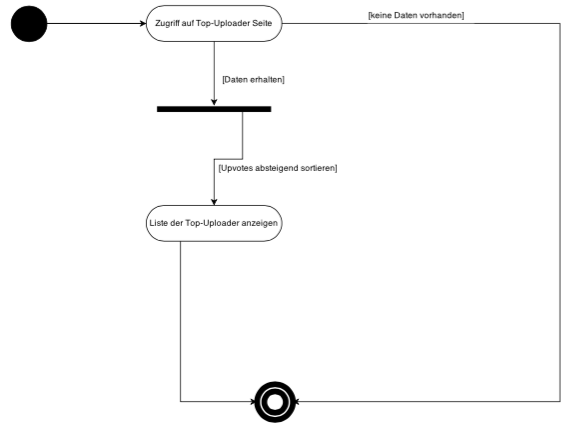 [keine Daten vorhanden]
Zugriff auf Top-Uploader Seite
[Daten erhalten]
[Upvotes absteigend sortieren]
Liste der Top-Uploader anzeigen